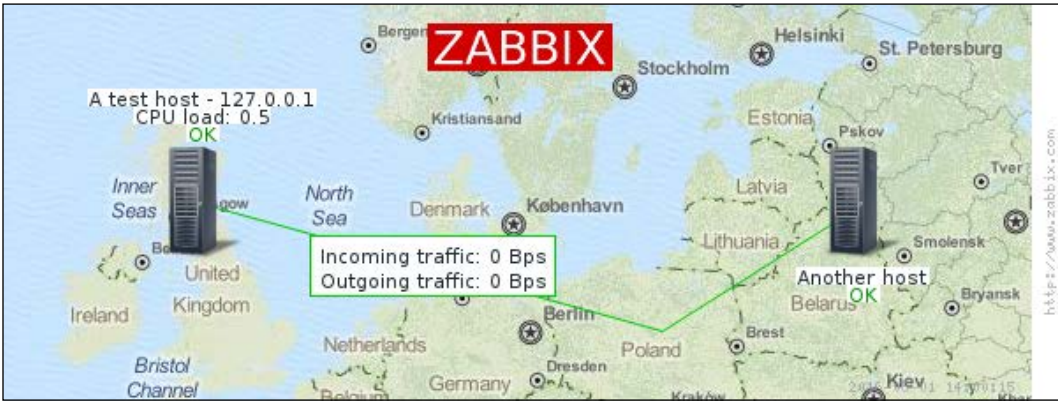 Bergen
ZABBIX
Helsinki
St. Petersburg
Stockholm
A test host - 127.0.0.1
CPU load: 0.5
OK
Kristiansand
Estonia
Pskov
Tver
Inner
Seas
gow
North
Sea
Denmark
København
Latvia
Lithuania
Smolensk
Incoming traffic: 0 Bps
Outgoing traffic: 0 Bps
United
Kingdom
Ireland
Another host
OK
Belarus
Bryansk
Berlin
Netherlands
Poland
Brest
Bristol
Channel
Dresden
Germany
Belgium
Kraków
Kiev
http://www.zabbix.com